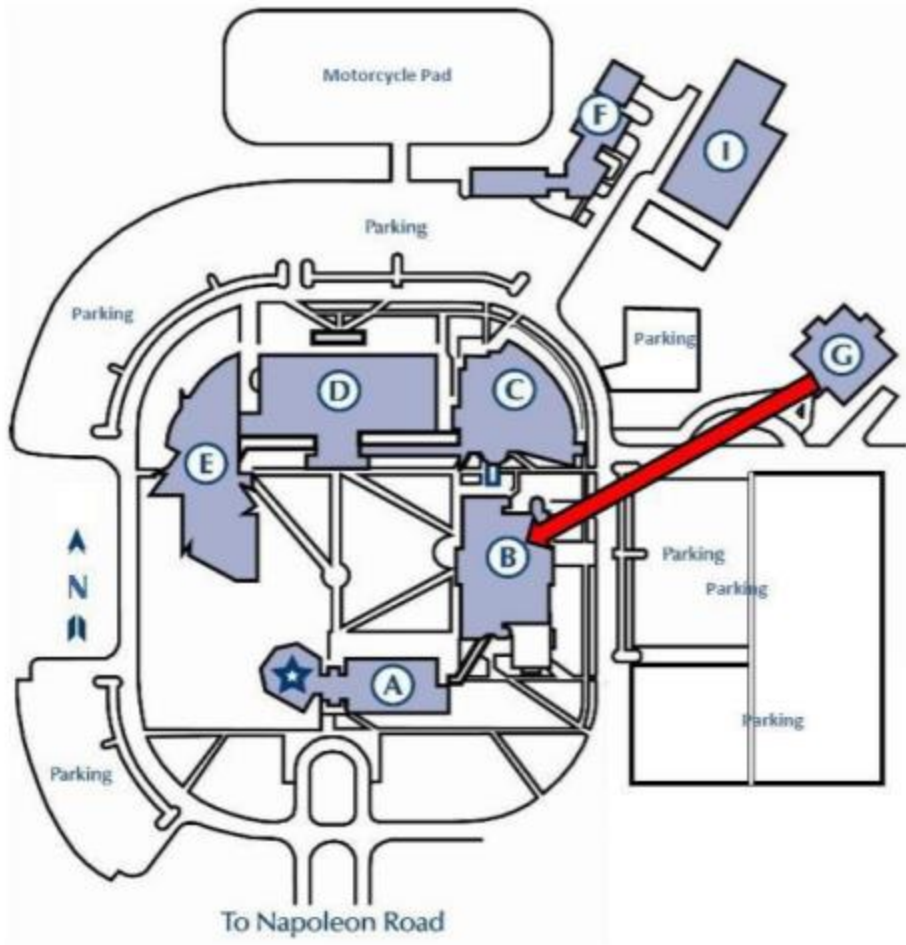 Motorcycle Pad
F
I
Parking
Parking
Parking
G
D
C
E
B
Parking
Parking
N
A
Parking
Parking
To Napoleon Road